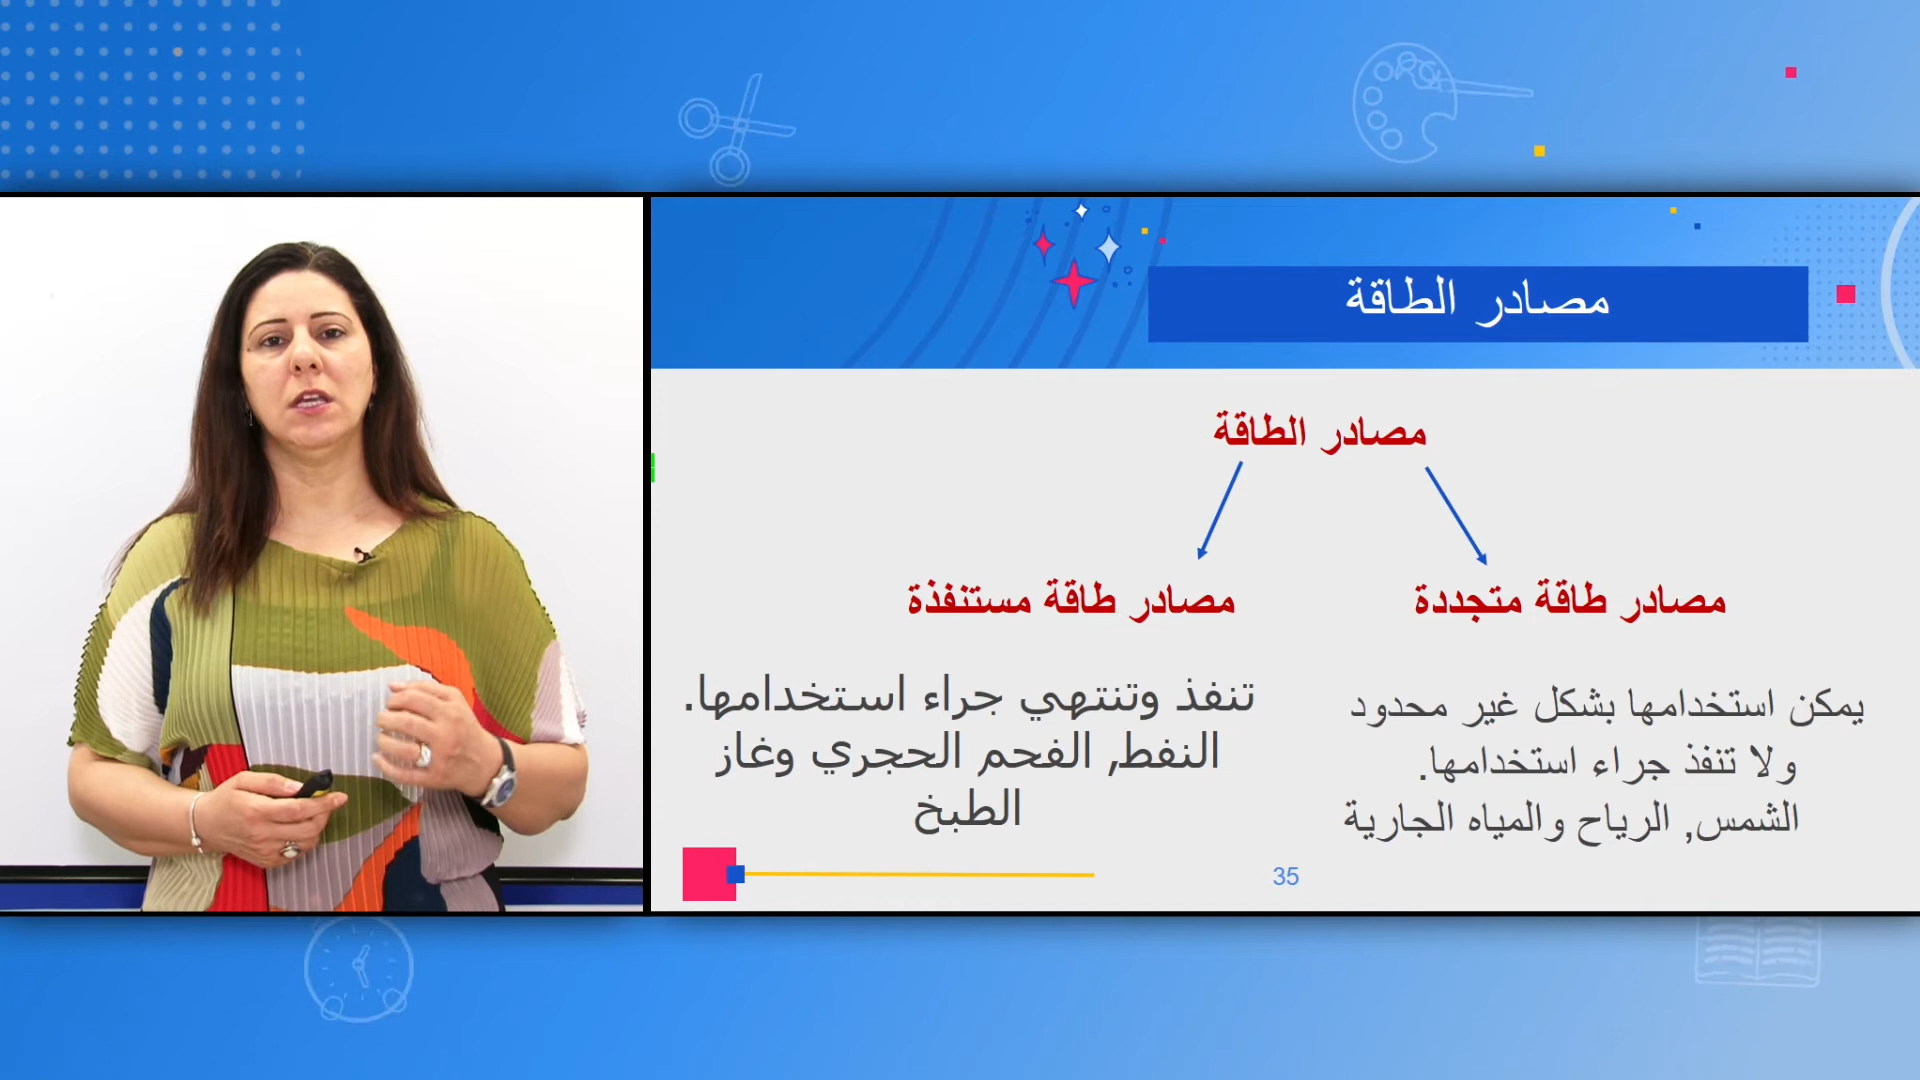 مصادر الطاقة
مصادر الطاقة
مصادر طاقة متجددة
يمكن استخدامها بشكل غير محدود
ولا تنفذ جراء استخدامها.
الشمس, الرياح والمياه الجارية
مصادر طاقة مستنفذة
تنفذ وتنتهي جراء استخدامها.
النفط, الفحم الحجري وغاز
الطبخ
35